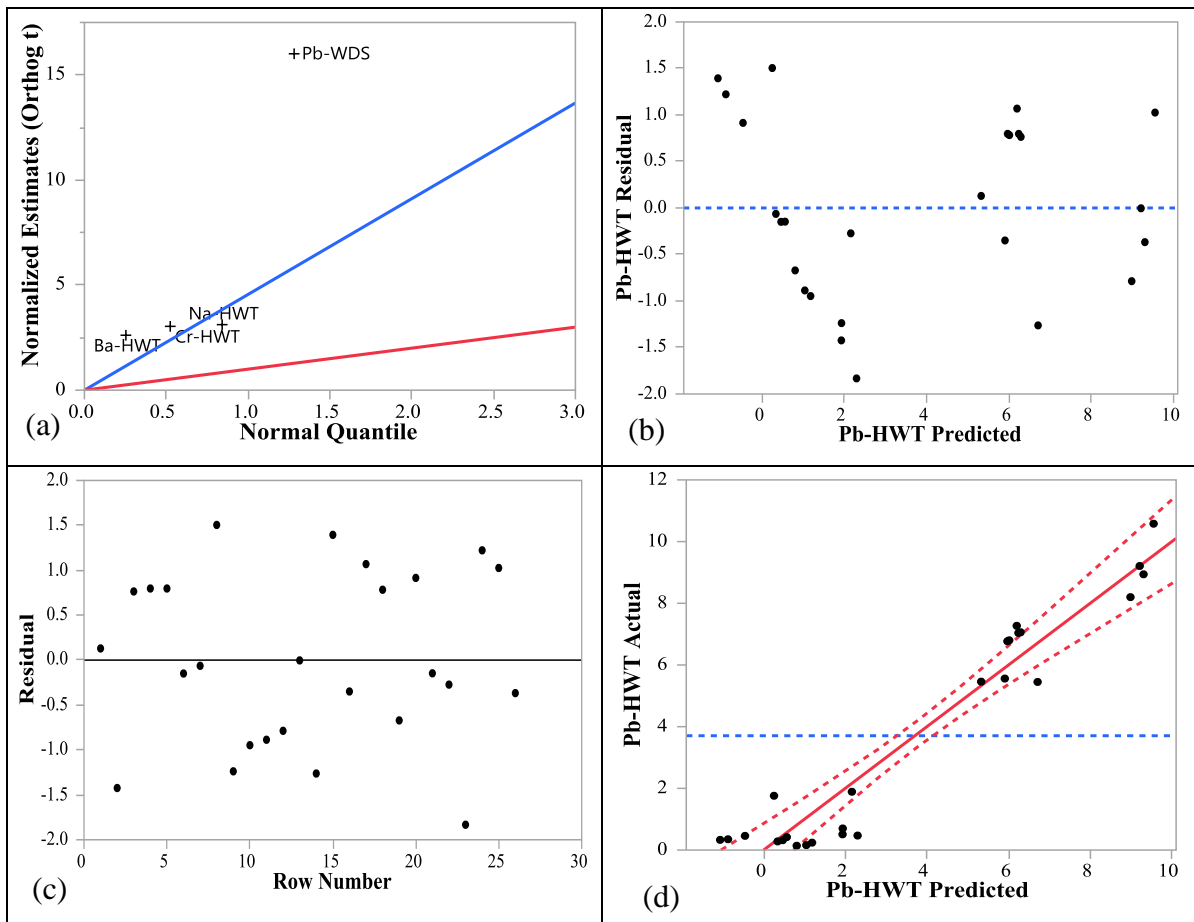 Normalized Estimates (Orthog t)
15
10
5
0
Pb-WDS
Na-HWT
Cr-HWT
Ba-HWT
0.0 0.5 1.0 1.5 2.0 2.5 3.0
Normal Quantile
(a)
Pb-HWT Residual
2.0
1.5
1.0
0.5
0.0
-0.5
-1.0
-1.5
-2.0
0 2 4 6 8 10
Pb-HWT Predicted
(b)
Residual
2.0
1.5
1.0
0.5
0.0
-0.5
-1.0
-1.5
-2.0
0 5 10 15 20 25 30
Row Number
(c)
Pb-HWT Actual
12
10
8
6
4
2
0
0 2 4 6 8 10
Pb-HWT Predicted
(d)